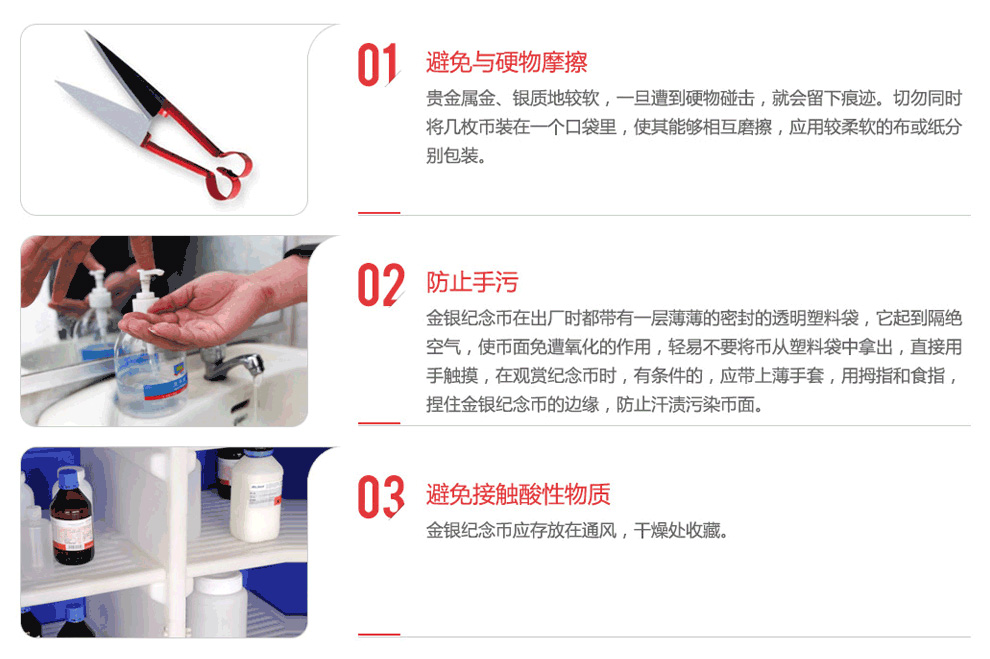 01
避免与硬物摩擦
贵金属金、银质地较软，一旦遭到硬物碰击，就会留下痕迹。切勿同时
将几枚币装在一个口袋里，使其能够相互磨擦，应用较柔软的布或纸分
别包装。
02
防止手污
金银纪念币在出厂时都带有一层薄薄的密封的透明塑料袋，它起到隔绝
空气，使币面免遭氧化的作用，轻易不要将币从塑料袋中拿出，直接用
手触摸，在观赏纪念币时，有条件的，应带上薄手套，用拇指和食指，
捏住金银纪念币的边缘，防止汗渍污染币面。
03
避免接触酸性物质
金银纪念币应存放在通风，干燥处收藏。